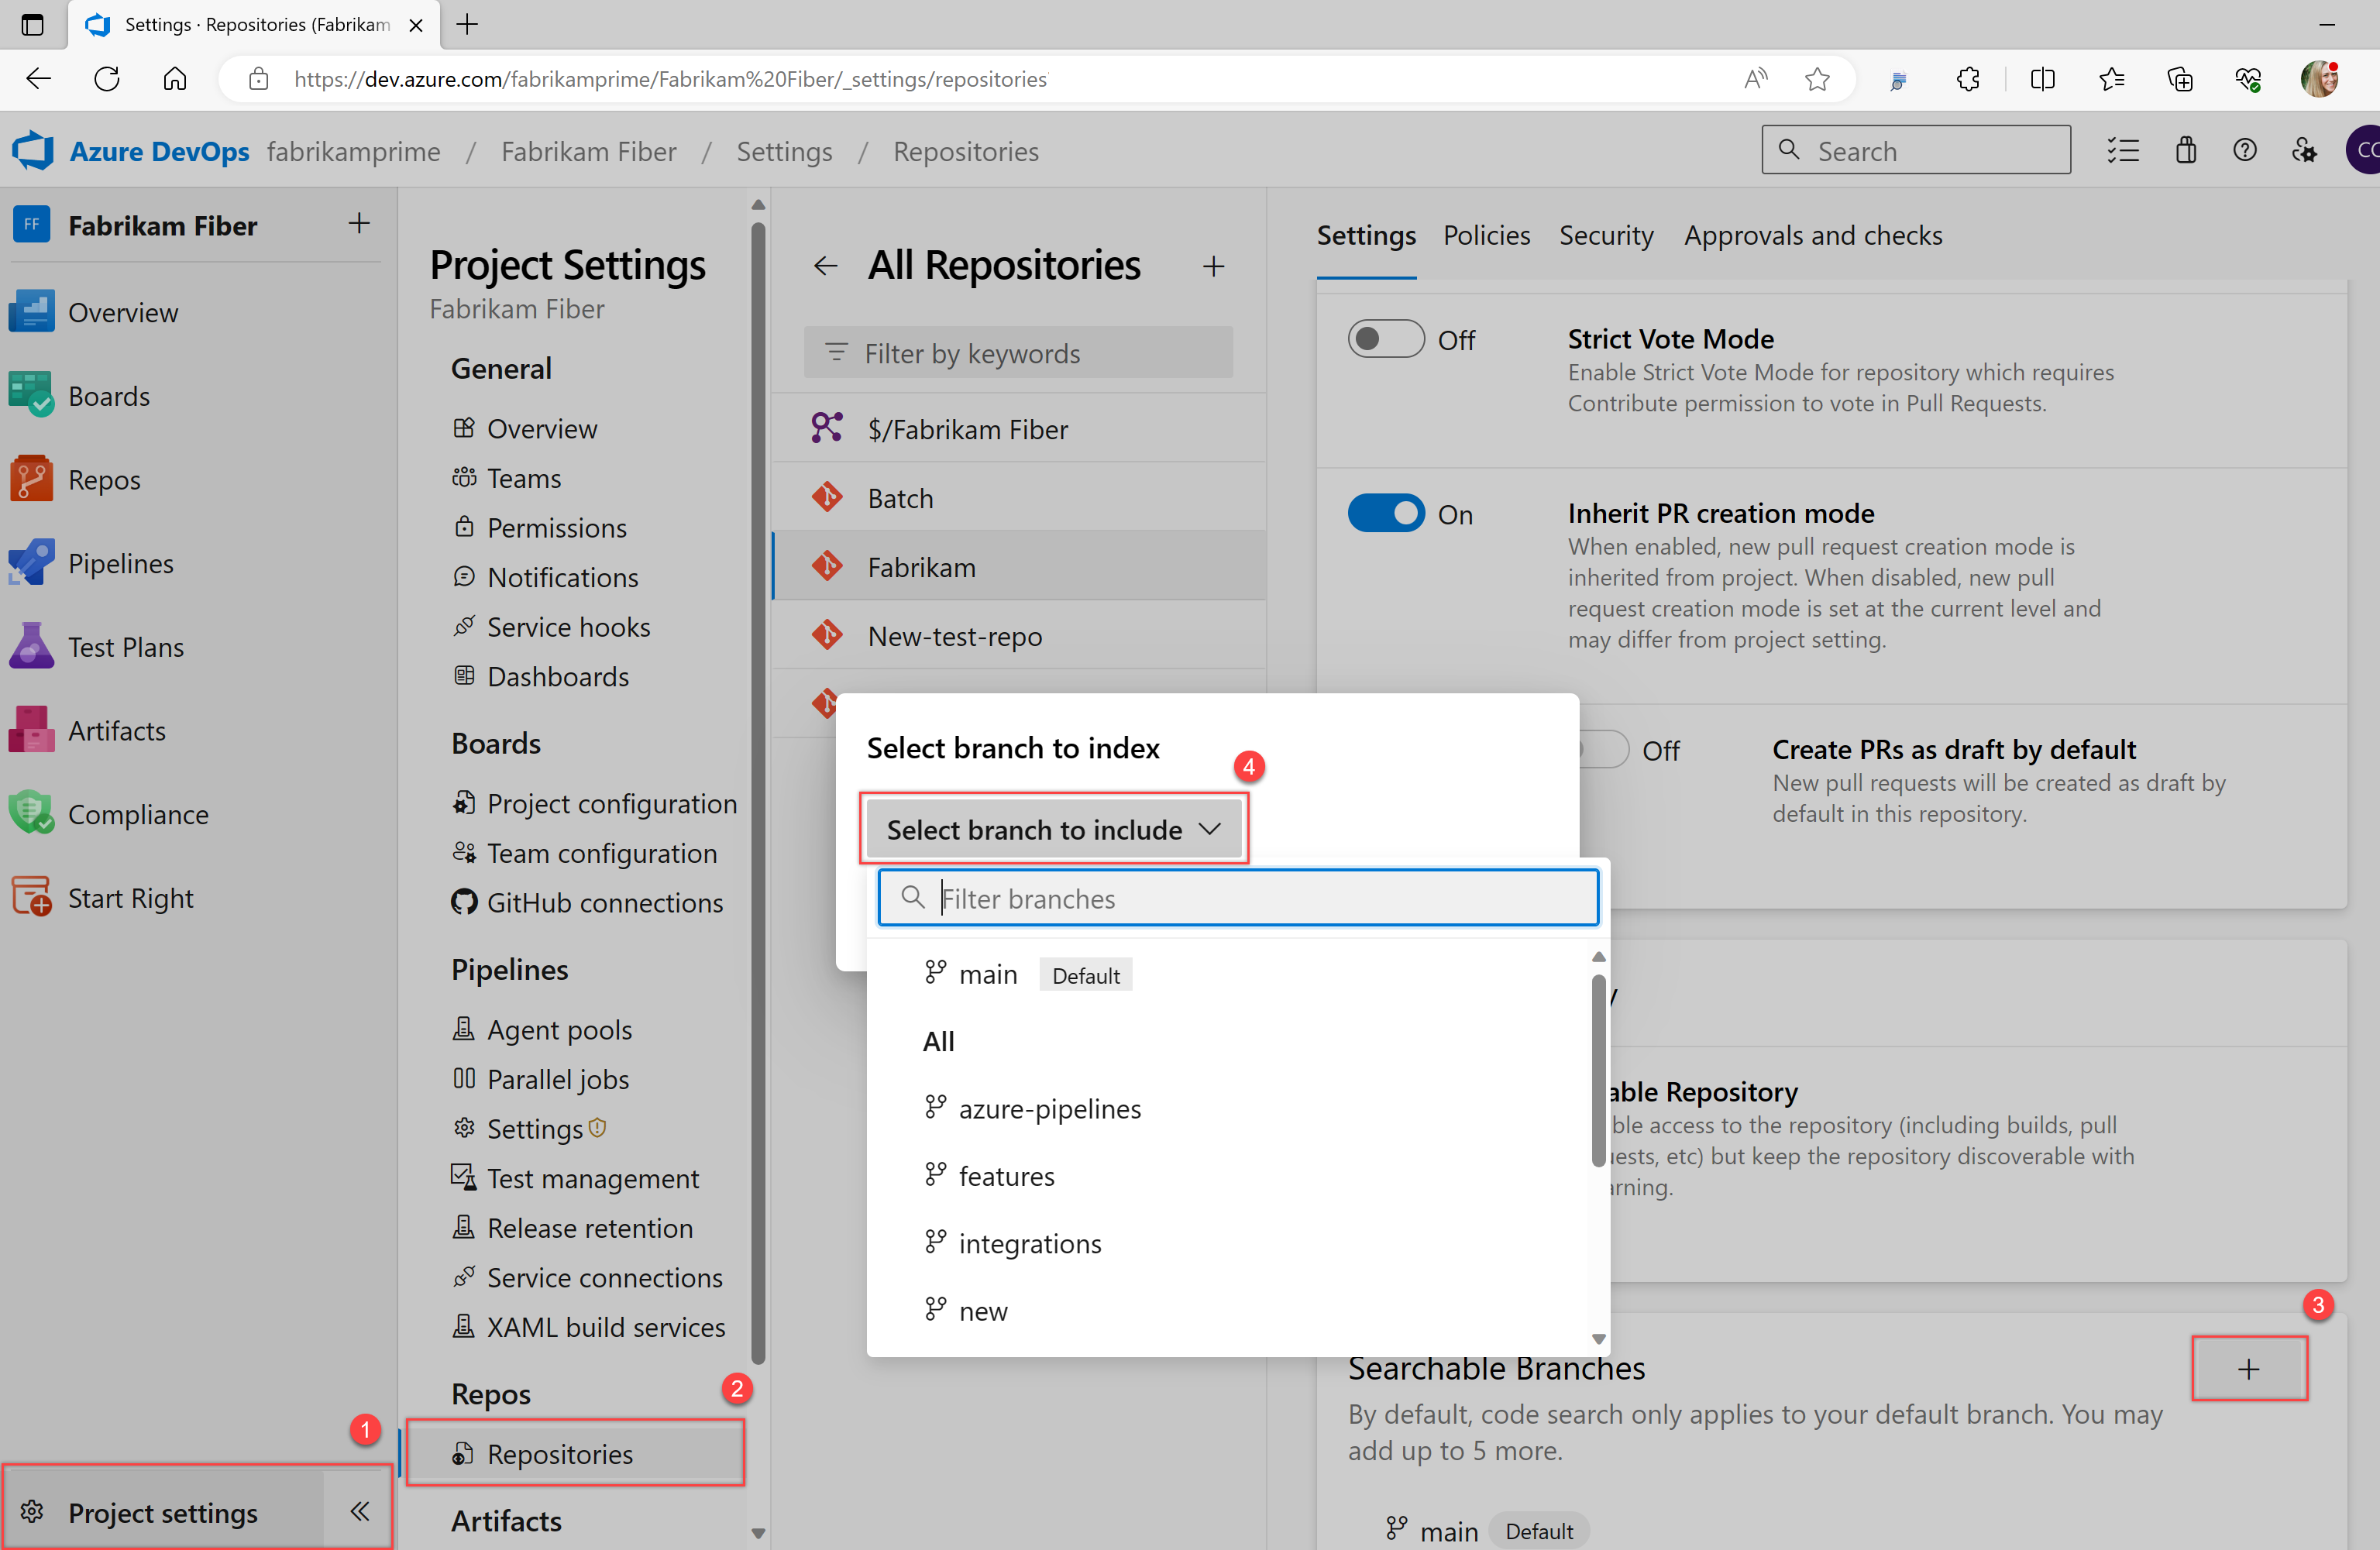 Settings · Repositories (Fabrikam
https://dev.azure.com/fabrikamprime/Fabrikam%20Fiber/_settings/repositories
Azure DevOps fabrikamprime / Fabrikam Fiber / Settings / Repositories
Search
CC
FF Fabrikam Fiber
Overview
Boards
Repos
Pipelines
Test Plans
Artifacts
Compliance
Start Right
1
Project settings
Project Settings
Fabrikam Fiber
General
Overview
Teams
Permissions
Notifications
Service hooks
Dashboards
Boards
Project configuration
Team configuration
GitHub connections
Pipelines
Agent pools
Parallel jobs
Settings
Test management
Release retention
Service connections
XAML build services
Repos
2
Repositories
Artifacts
All Repositories
Filter by keywords
$/Fabrikam Fiber
Batch
Fabrikam
New-test-repo
Select branch to index
4
Select branch to include
Filter branches
main Default
All
azure-pipelines
features
integrations
new
Settings Policies Security Approvals and checks
Off Strict Vote Mode
Enable Strict Vote Mode for repository which requires
Contribute permission to vote in Pull Requests.
On Inherit PR creation mode
When enabled, new pull request creation mode is
inherited from project. When disabled, new pull
request creation mode is set at the current level and
may differ from project setting.
Off Create PRs as draft by default
New pull requests will be created as draft by
default in this repository.
able Repository
ble access to the repository (including builds, pull
uests, etc) but keep the repository discoverable with
arning.
3
Searchable Branches
By default, code search only applies to your default branch. You may
add up to 5 more.
main Default